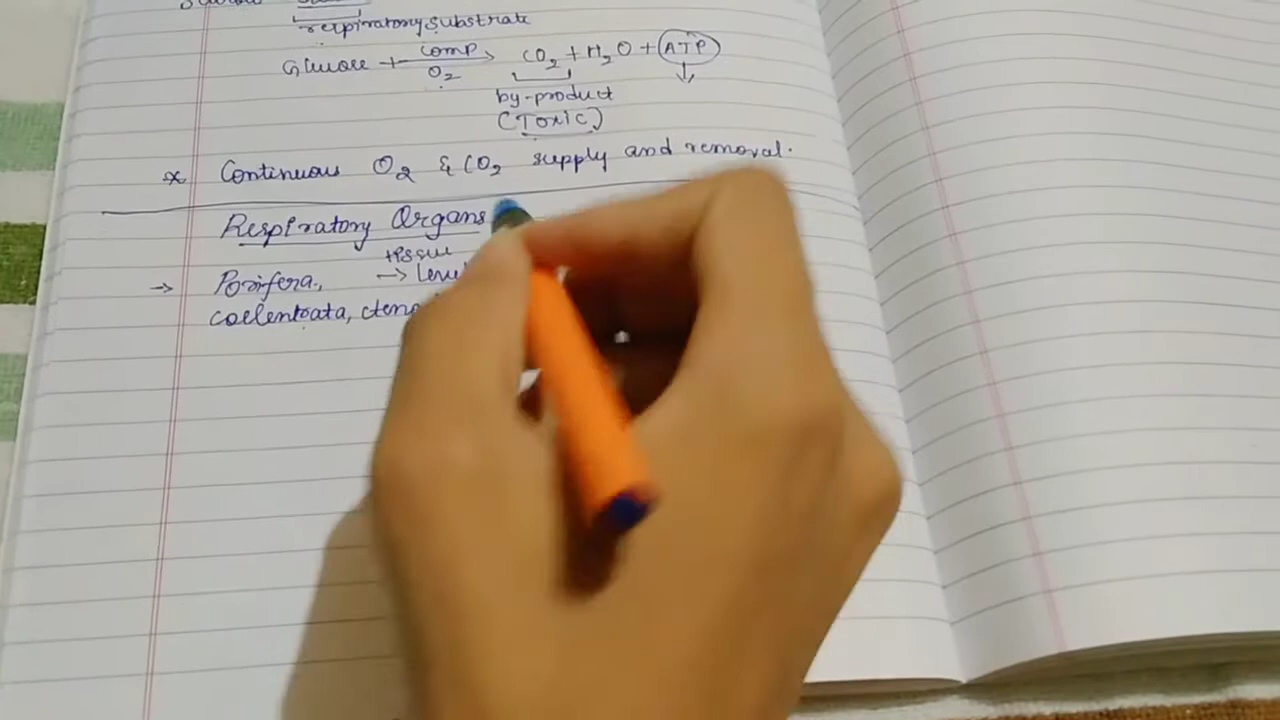 respiratory substrate
Glucose + comp O2 → CO2 + H2O + ATP
by-product
(Toxic)
* Continuous O2 & CO2 supply and removal.
Respiratory Organs
tissue
→ Porifera, → Level
coelentrata,